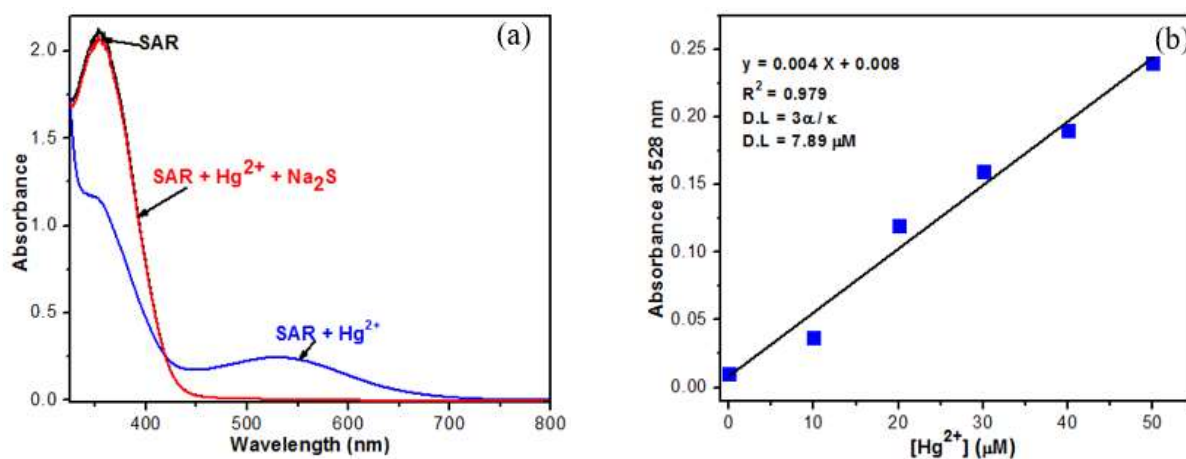 (a)
SAR
SAR + Hg²⁺ + Na₂S
SAR + Hg²⁺
Absorbance
2.0
1.5
1.0
0.5
0.0
400
500
600
700
800
Wavelength (nm)
(b)
y = 0.004 X + 0.008
R² = 0.979
D.L = 3α / κ
D.L = 7.89 μM
Absorbance at 528 nm
0.25
0.20
0.15
0.10
0.05
0.00
0
10
20
30
40
50
[Hg²⁺] (μM)